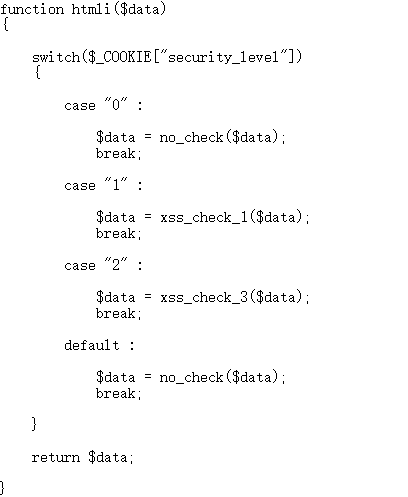 function htmli($data)
{
switch($_COOKIE["security_level"])
{
case "0" :
$data = no_check($data);
break;
case "1" :
$data = xss_check_1($data);
break;
case "2" :
$data = xss_check_3($data);
break;
default :
$data = no_check($data);
break;
}
return $data;
}